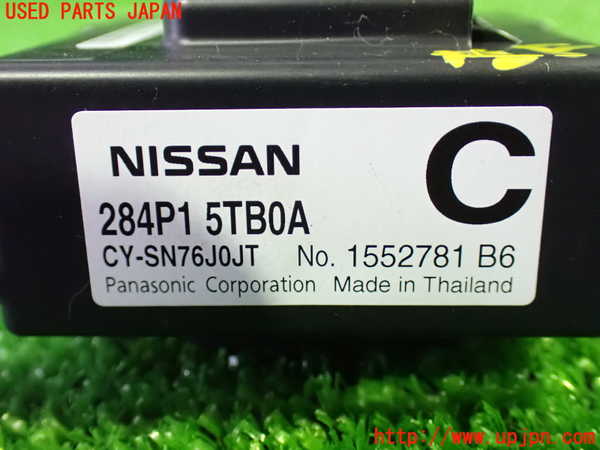 USED PARTS JAPAN
NISSAN
C
284P1 5TB0A
CY-SN76J0JT No. 1552781 B6
Panasonic Corporation Made in Thailand
http://www.upjpn.com